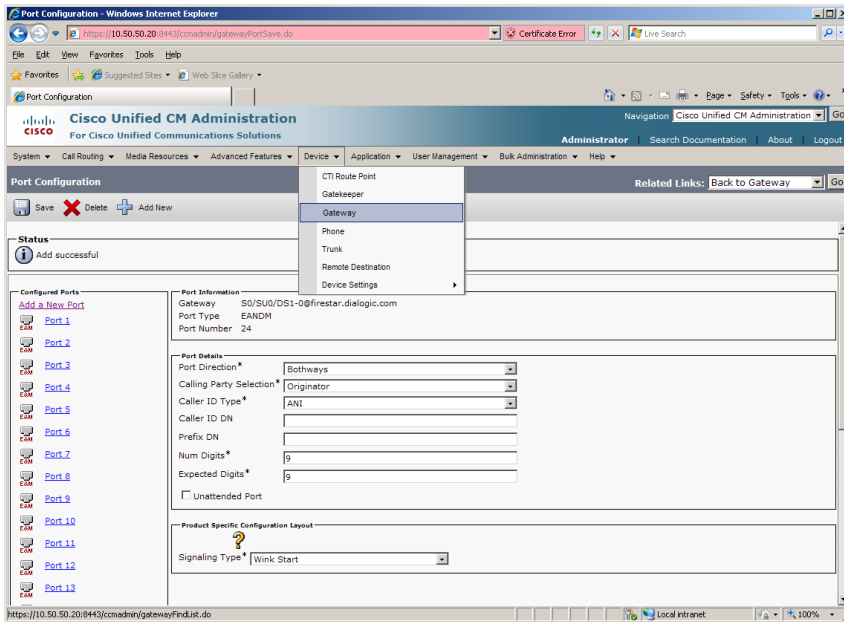 Port Configuration - Windows Internet Explorer
https://10.50.50.20:8443/ccmadmin/gatewayPortSave.do
Certificate Error
Live Search
File Edit View Favorites Tools Help
Favorites Suggested Sites Web Slice Gallery
Port Configuration
Page Safety Tools
cisco
Cisco Unified CM Administration
For Cisco Unified Communications Solutions
Navigation Cisco Unified CM Administration Go
Administrator Search Documentation About Logout
System Call Routing Media Resources Advanced Features Device Application User Management Bulk Administration Help
CTI Route Point
Gatekeeper
Gateway
Phone
Trunk
Remote Destination
Device Settings
Port Configuration
Related Links: Back to Gateway Go
Save Delete Add New
Status
Add successful
Configured Ports
Add a New Port
E&M Port 1
E&M Port 2
E&M Port 3
E&M Port 4
E&M Port 5
E&M Port 6
E&M Port 7
E&M Port 8
E&M Port 9
E&M Port 10
E&M Port 11
E&M Port 12
E&M Port 13
Port Information
Gateway S0/SU0/DS1-0@firestar.dialogic.com
Port Type EANDM
Port Number 24
Port Details
Port Direction* Bothways
Calling Party Selection* Originator
Caller ID Type* ANI
Caller ID DN
Prefix DN
Num Digits* 9
Expected Digits* 9
Unattended Port
Product Specific Configuration Layout
?
Signaling Type* Wink Start
https://10.50.50.20:8443/ccmadmin/gatewayFindList.do
Local intranet
100%